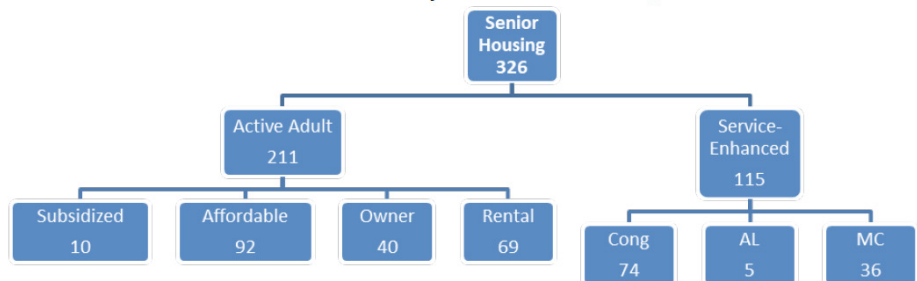 Senior
Housing
326
Active Adult
211
Service-
Enhanced
115
Subsidized
10
Affordable
92
Owner
40
Rental
69
Cong
74
AL
5
MC
36